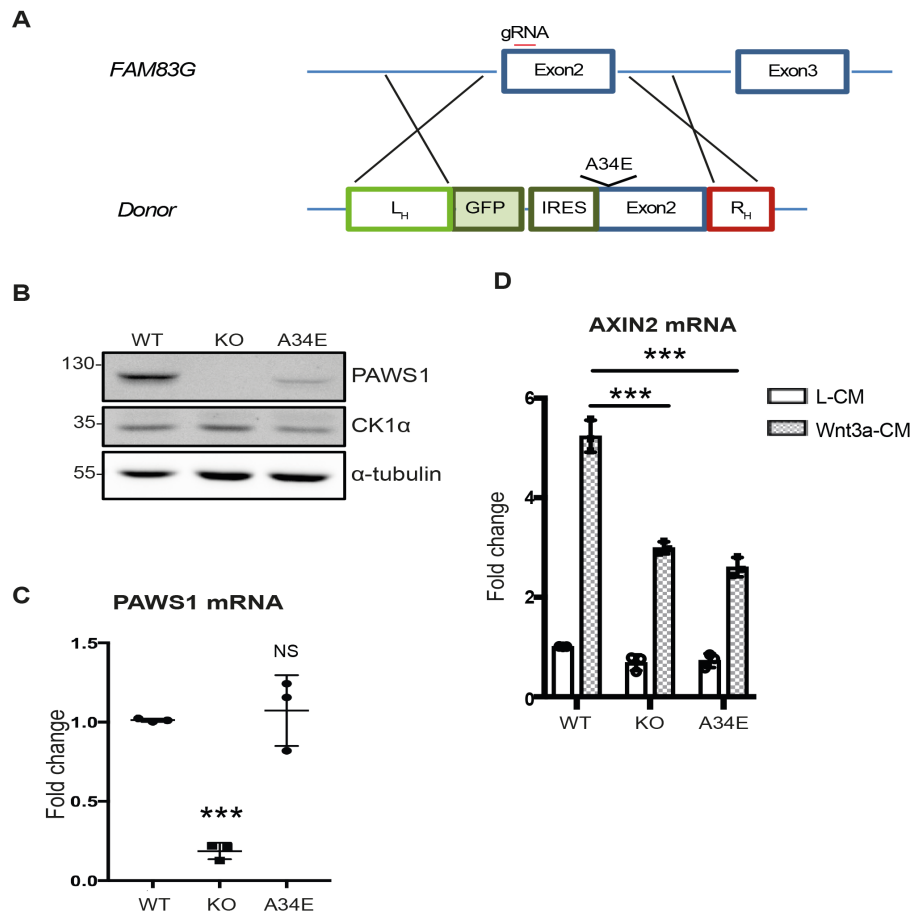 A
gRNA
FAM83G
Exon2
Exon3
A34E
Donor
LH
GFP
IRES
Exon2
RH
B
WT KO A34E
130-
PAWS1
35-
CK1α
55-
α-tubulin
C
PAWS1 mRNA
Fold change
1.5
1.0
0.5
0.0
NS
***
WT KO A34E
D
AXIN2 mRNA
***
***
L-CM
Wnt3a-CM
Fold change
6
4
2
0
WT KO A34E